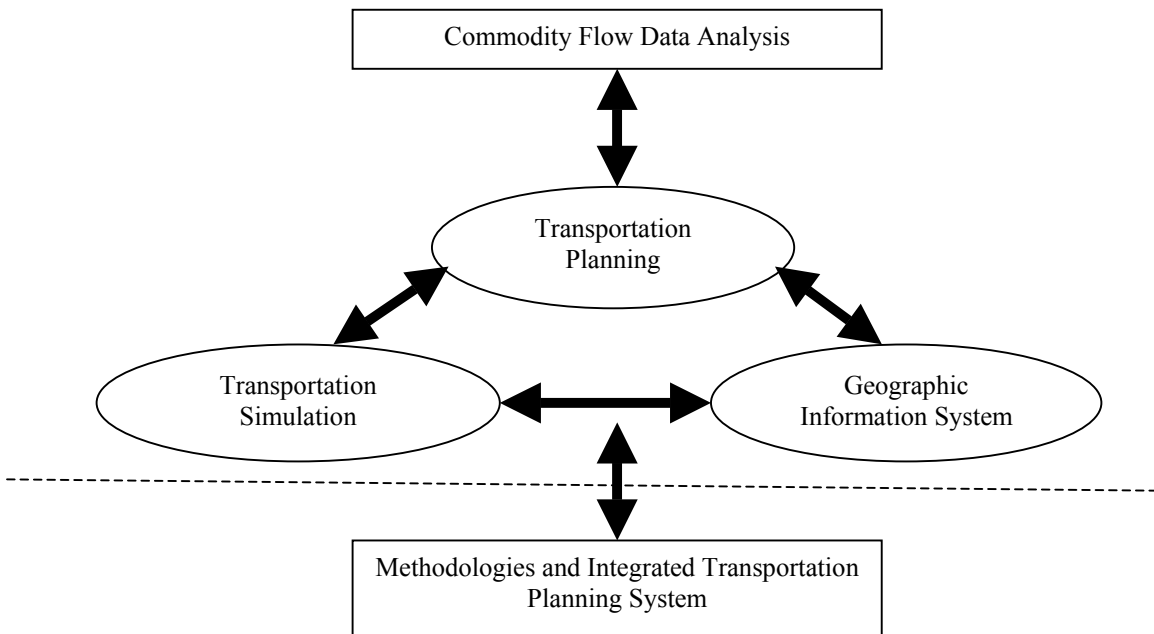 Commodity Flow Data Analysis
Transportation
Planning
Transportation
Simulation
Geographic
Information System
Methodologies and Integrated Transportation
Planning System